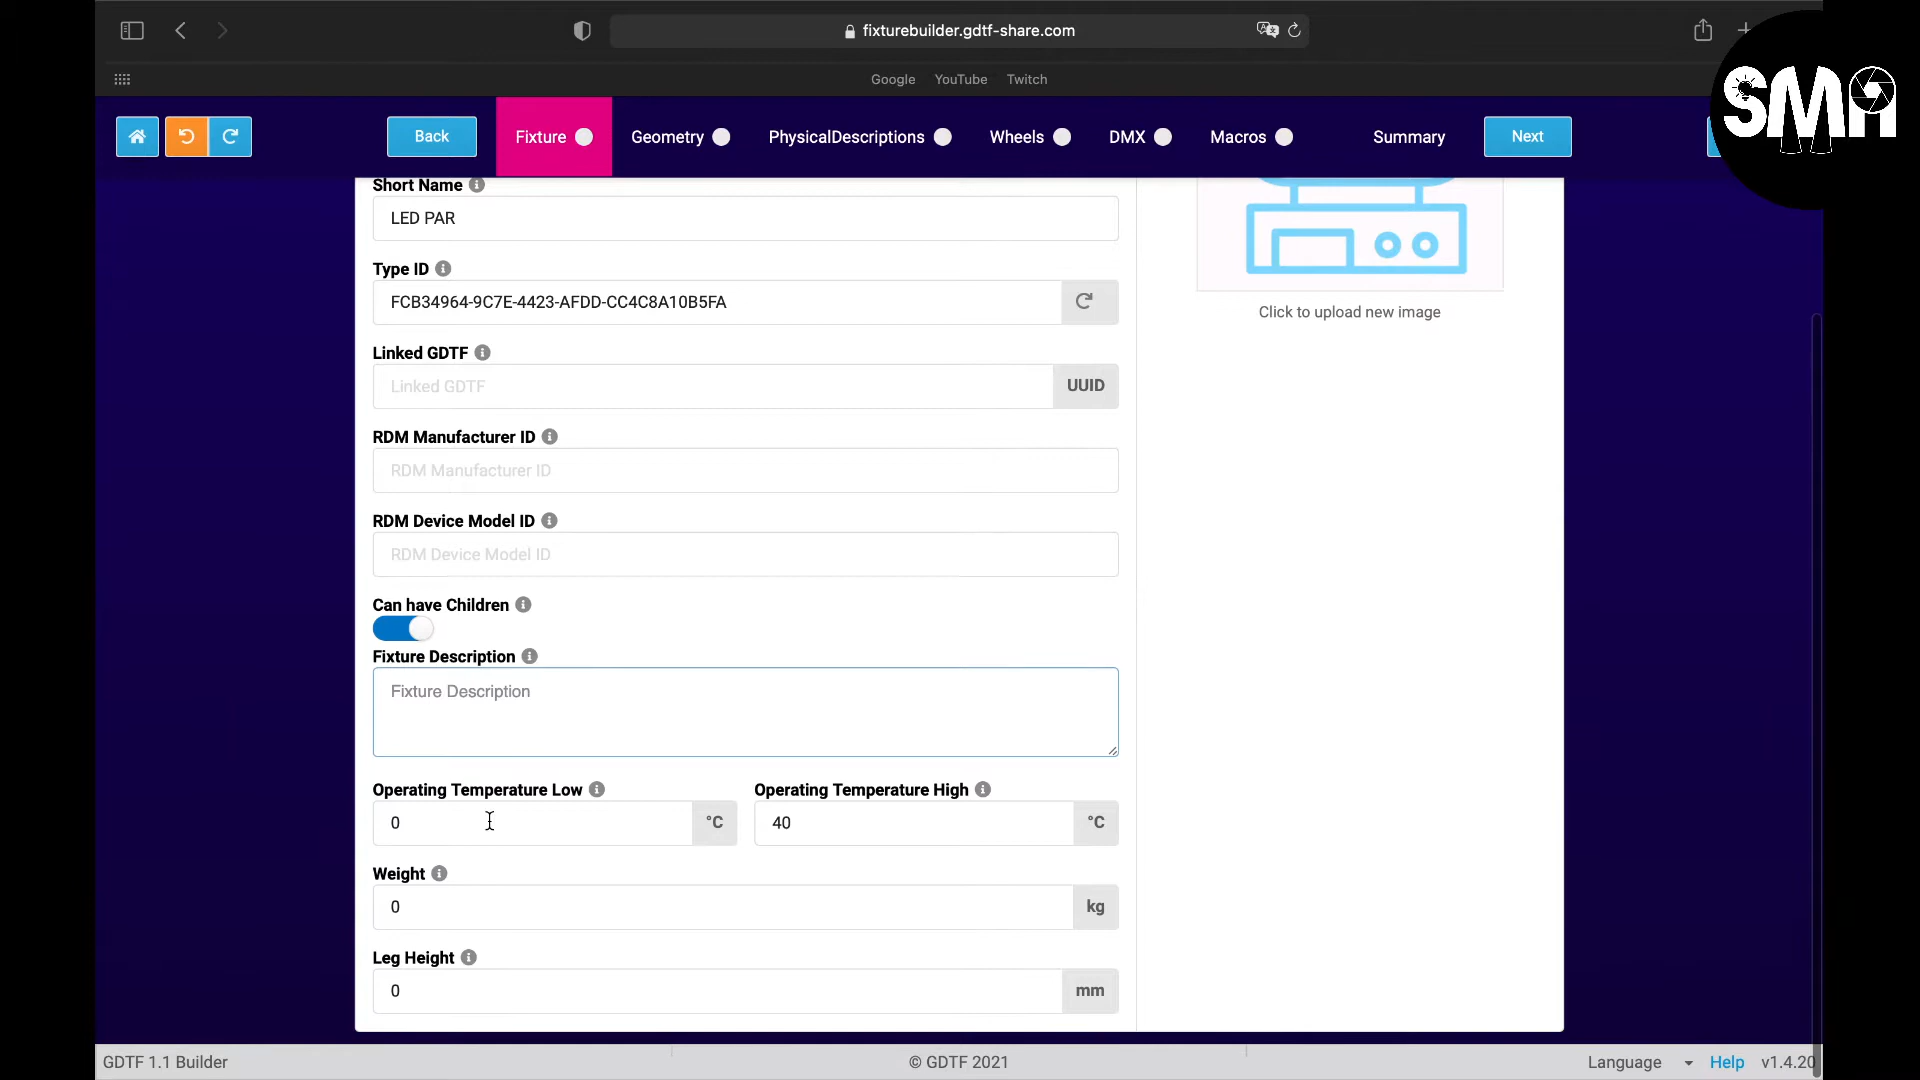 fixturebuilder.gdtf-share.com
Google YouTube Twitch
SMH
Back Fixture Geometry PhysicalDescriptions Wheels DMX Macros Summary Next
Short Name
LED PAR
Type ID
FCB34964-9C7E-4423-AFDD-CC4C8A10B5FA
Click to upload new image
Linked GDTF
Linked GDTF UUID
RDM Manufacturer ID
RDM Manufacturer ID
RDM Device Model ID
RDM Device Model ID
Can have Children
Fixture Description
Fixture Description
Operating Temperature Low Operating Temperature High
0 °C 40 °C
Weight
0 kg
Leg Height
0 mm
GDTF 1.1 Builder © GDTF 2021 Language Help v1.4.20